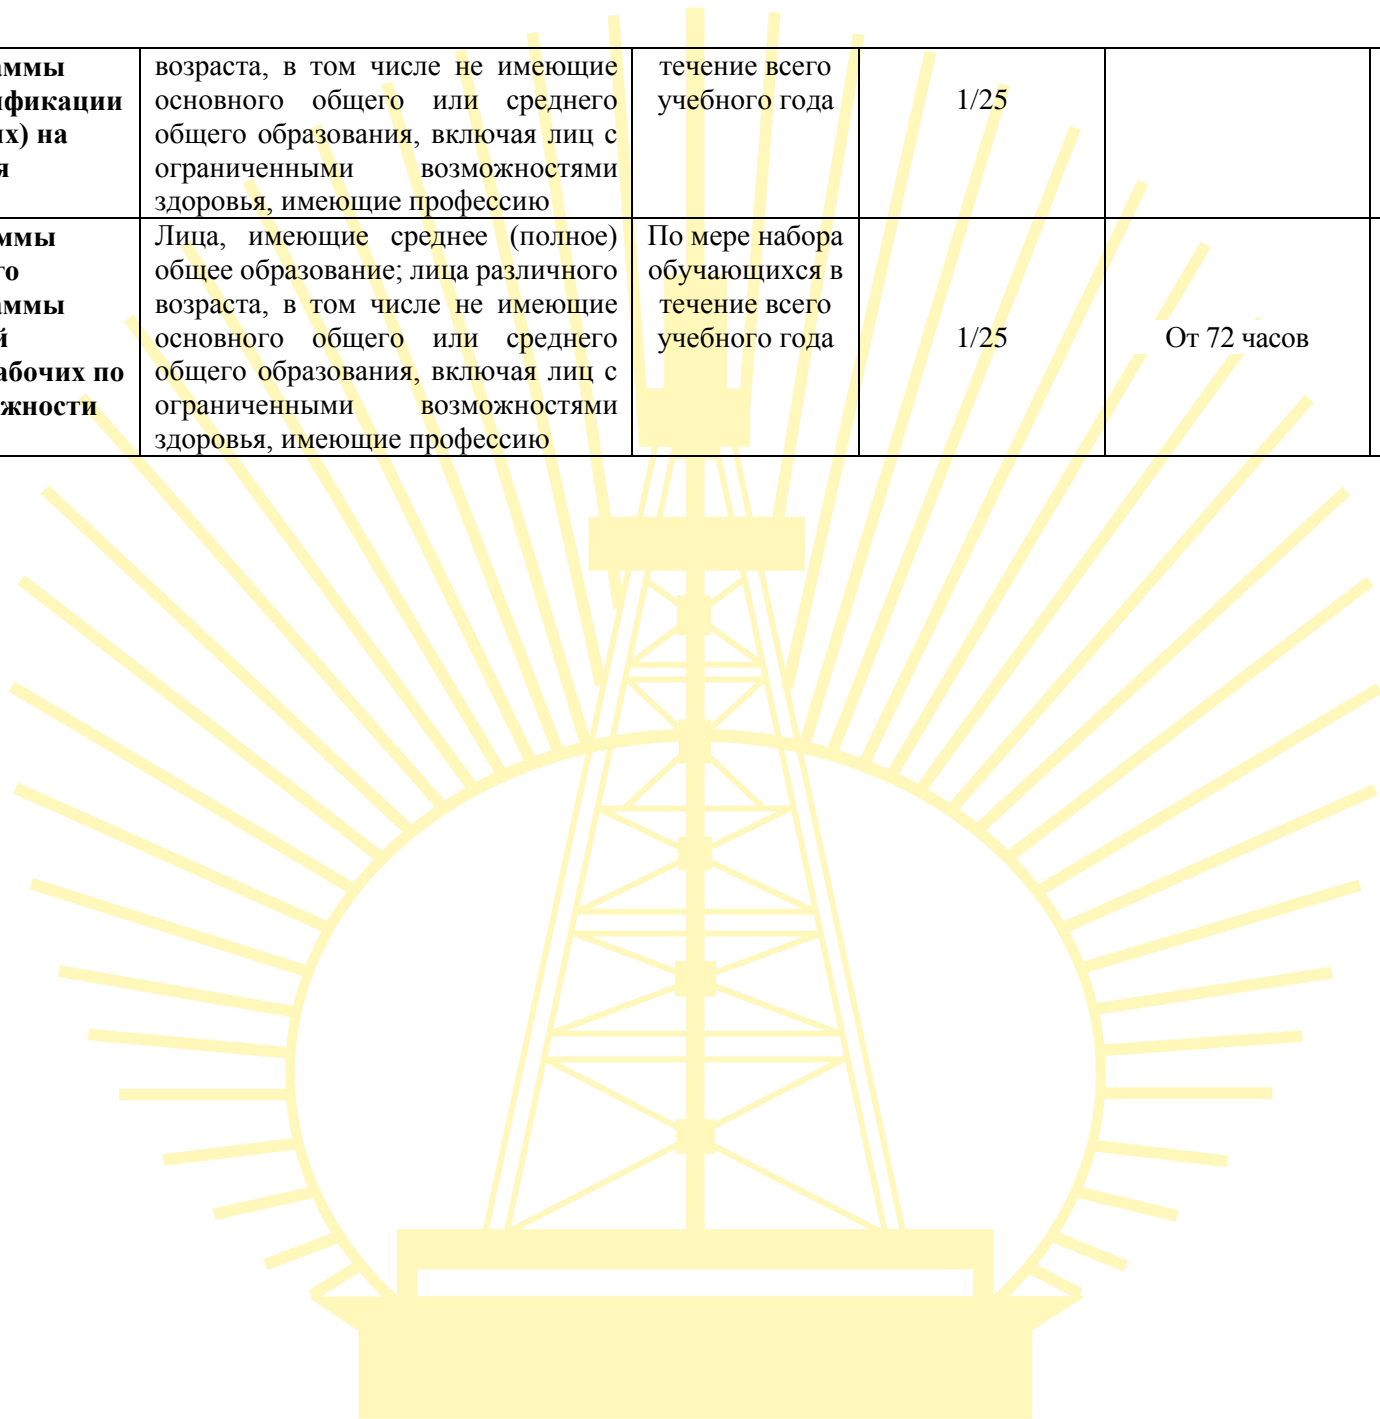 аммы
ификации
их) на
я
возраста, в том числе не имеющие
основного общего или среднего
общего образования, включая лиц с
ограниченными возможностями
здоровья, имеющие профессию
течение всего
учебного года
1/25
ммы
го
аммы
й
абочих по
жности
Лица, имеющие среднее (полное)
общее образование; лица различного
возраста, в том числе не имеющие
основного общего или среднего
общего образования, включая лиц с
ограниченными возможностями
здоровья, имеющие профессию
По мере набора
обучающихся в
течение всего
учебного года
1/25
От 72 часов